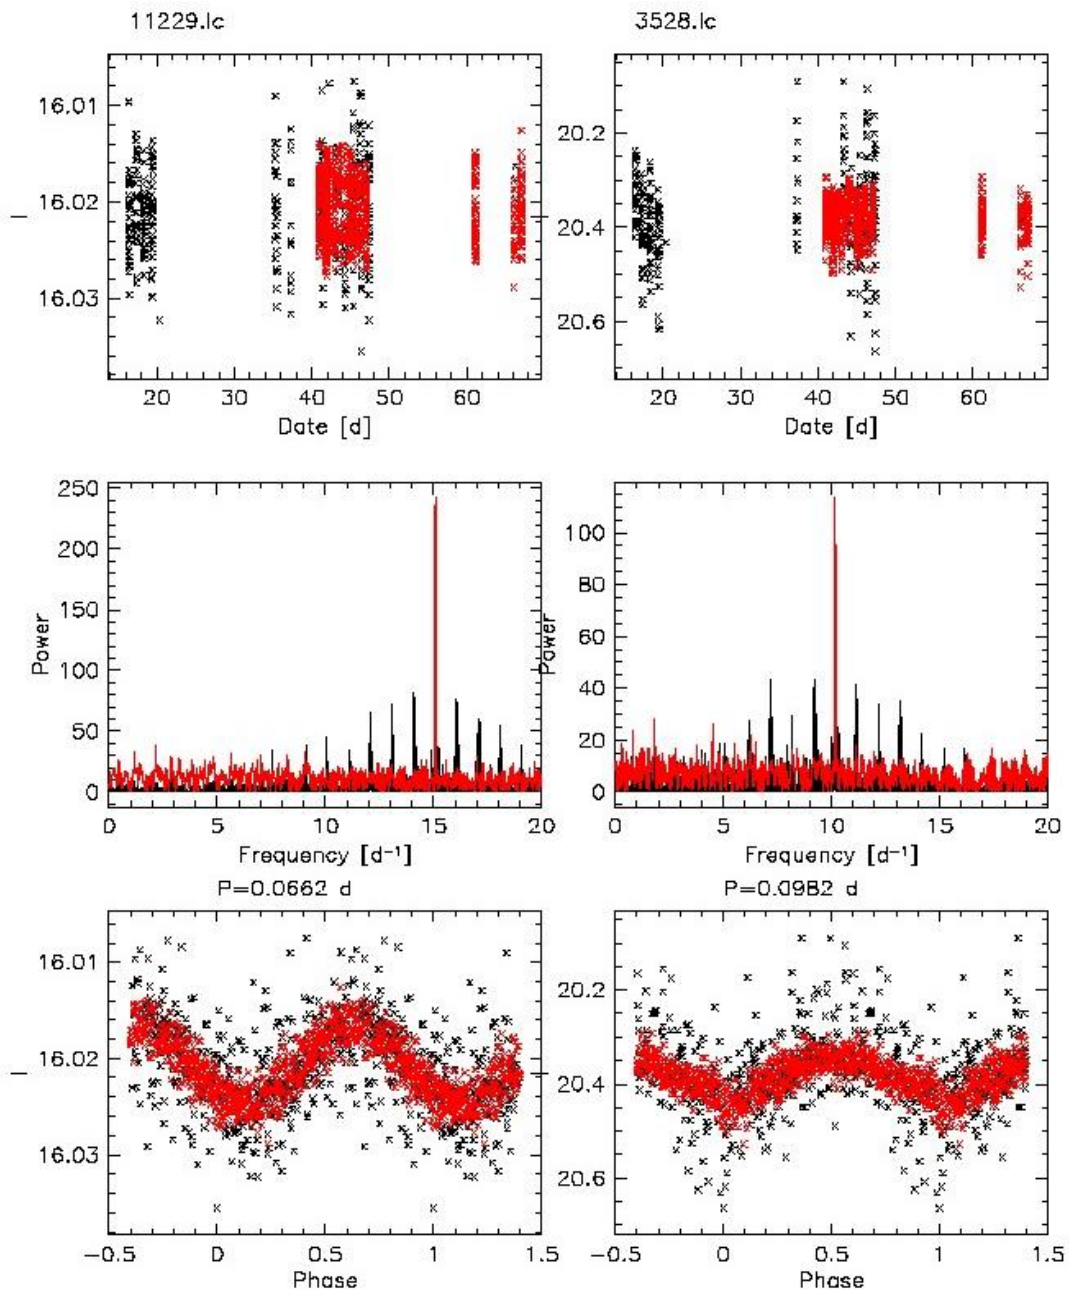 11229.lc 3528.lc
16.01
16.02
16.03
I
20.2
20.4
20.6
20 30 40 50 60
20 30 40 50 60
Date [d] Date [d]
250
200
150
100
50
0
Power
100
80
60
40
20
0
Power
0 5 10 15 20
0 5 10 15 20
Frequency [d⁻¹] Frequency [d⁻¹]
P=0.0662 d P=0.0982 d
16.01
16.02
16.03
I
20.2
20.4
20.6
-0.5 0 0.5 1 1.5
-0.5 0 0.5 1 1.5
Phase Phase